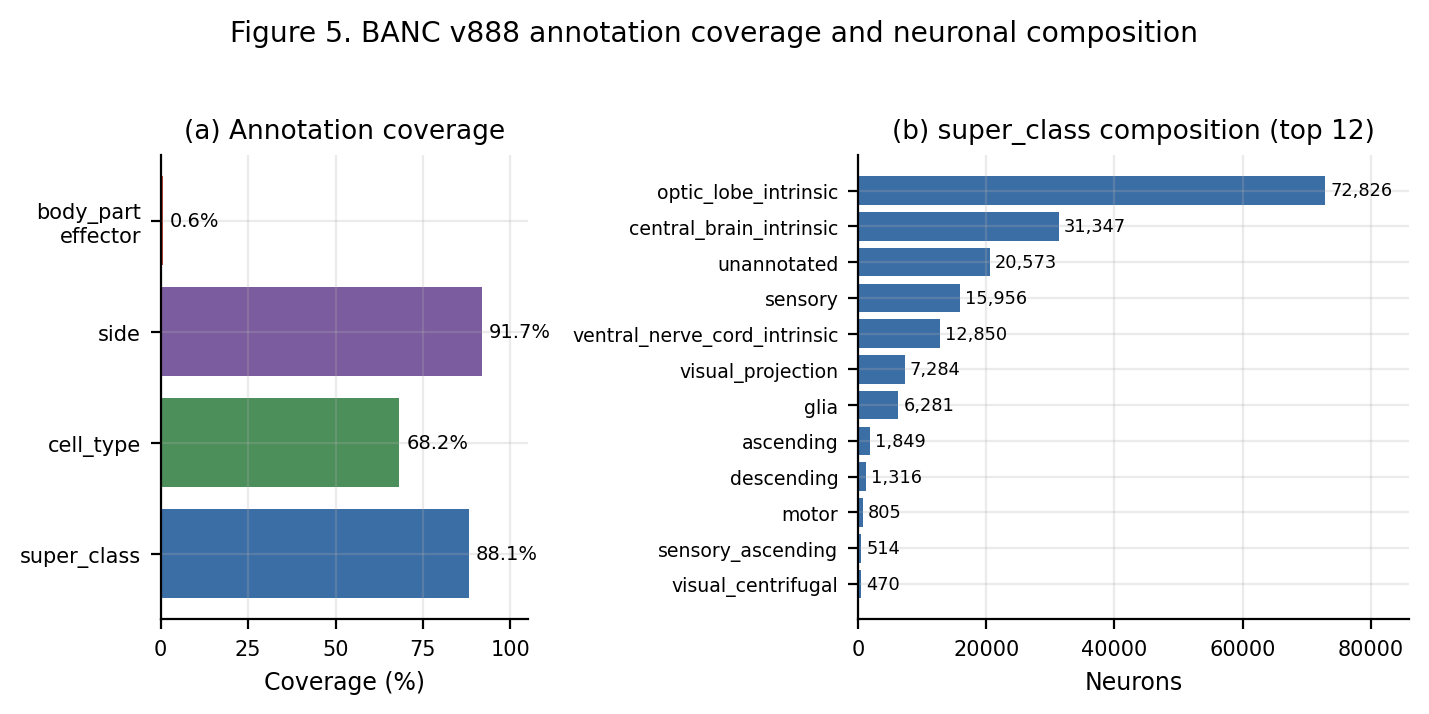 Figure 5. BANC v888 annotation coverage and neuronal composition
(a) Annotation coverage
body_part
effector
0.6%
side
91.7%
cell_type
68.2%
super_class
88.1%
0 25 50 75 100
Coverage (%)
(b) super_class composition (top 12)
optic_lobe_intrinsic 72,826
central_brain_intrinsic 31,347
unannotated 20,573
sensory 15,956
ventral_nerve_cord_intrinsic 12,850
visual_projection 7,284
glia 6,281
ascending 1,849
descending 1,316
motor 805
sensory_ascending 514
visual_centrifugal 470
0 20000 40000 60000 80000
Neurons